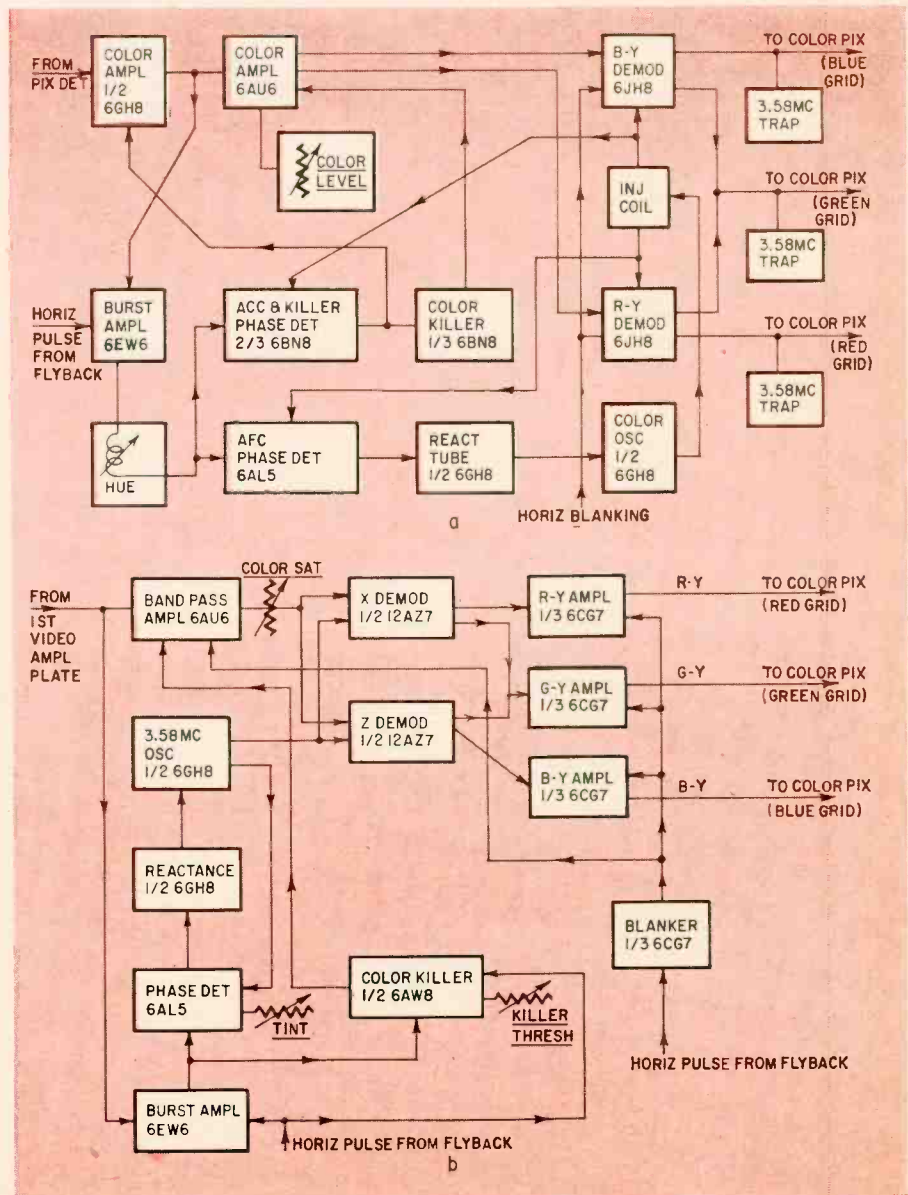 FROM
PIX DET
COLOR
AMPL
1/2
6GH8
COLOR
AMPL
6AU6
COLOR
LEVEL
B-Y
DEMOD
6JH8
TO COLOR PIX
(BLUE
GRID)
3.58MC
TRAP
INJ
COIL
TO COLOR PIX
(GREEN
GRID)
3.58MC
TRAP
HORIZ
PULSE
FROM
FLYBACK
BURST
AMPL
6EW6
ACC & KILLER
PHASE DET
2/3 6BN8
COLOR
KILLER
1/3 6BN8
R-Y
DEMOD
6JH8
TO COLOR PIX
(RED
GRID)
3.58MC
TRAP
HUE
AFC
PHASE DET
6AL5
REACT
TUBE
1/2 6GH8
COLOR
OSC
1/2
6GH8
a
HORIZ BLANKING
FROM
1ST
VIDEO
AMPL
PLATE
BAND PASS
AMPL 6AU6
COLOR SAT
X DEMOD
1/2 12AZ7
R-Y AMPL
1/3 6CG7
R-Y
TO COLOR PIX
(RED GRID)
3.58MC
OSC
1/2 6GH8
Z DEMOD
1/2 12AZ7
G-Y AMPL
1/3 6CG7
G-Y
TO COLOR PIX
(GREEN GRID)
B-Y AMPL
1/3 6CG7
B-Y
TO COLOR PIX
(BLUE GRID)
REACTANCE
1/2 6GH8
BLANKER
1/3 6CG7
PHASE DET
6AL5
TINT
COLOR KILLER
1/2 6AW8
KILLER
THRESH
HORIZ PULSE FROM FLYBACK
BURST AMPL
6EW6
HORIZ PULSE FROM FLYBACK
b